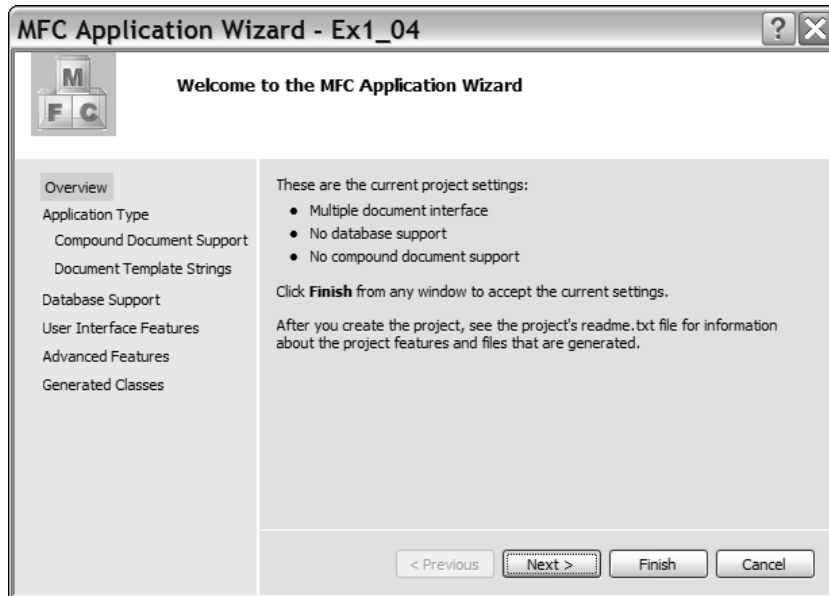 MFC Application Wizard - Ex1_04
?
M
F C
Welcome to the MFC Application Wizard
Overview
Application Type
Compound Document Support
Document Template Strings
Database Support
User Interface Features
Advanced Features
Generated Classes
These are the current project settings:
• Multiple document interface
• No database support
• No compound document support
Click Finish from any window to accept the current settings.
After you create the project, see the project's readme.txt file for information
about the project features and files that are generated.
< Previous
Next >
Finish
Cancel